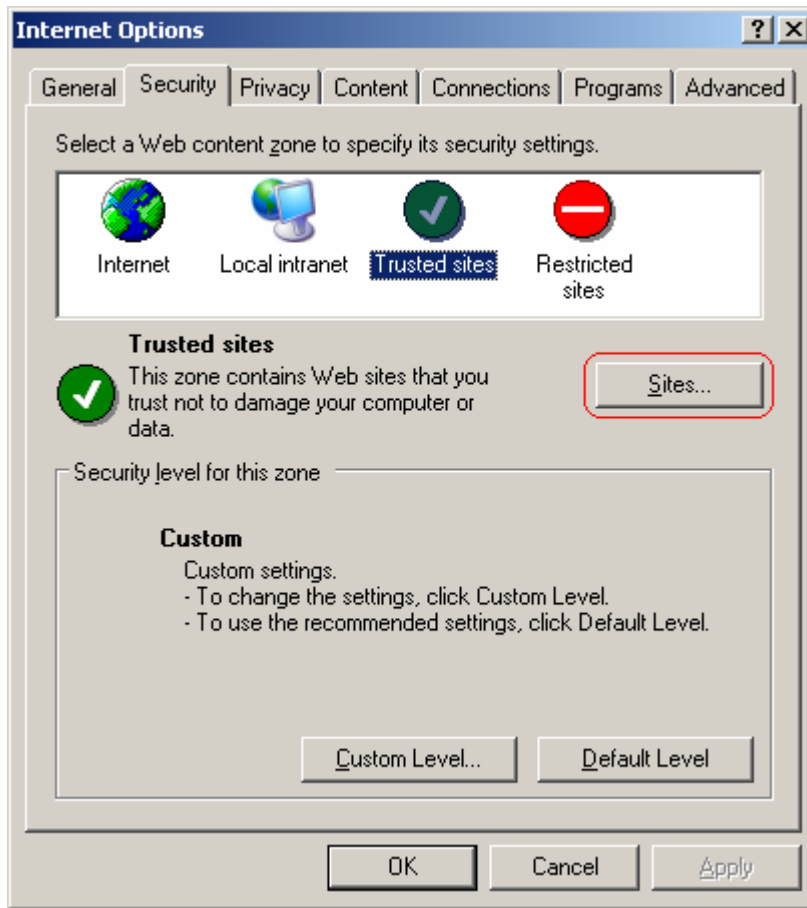 Internet Options
General Security Privacy Content Connections Programs Advanced
Select a Web content zone to specify its security settings.
Internet Local intranet Trusted sites Restricted sites
Trusted sites
This zone contains Web sites that you
trust not to damage your computer or
data.
Sites...
Security level for this zone
Custom
Custom settings.
- To change the settings, click Custom Level.
- To use the recommended settings, click Default Level.
Custom Level... Default Level
OK Cancel Apply